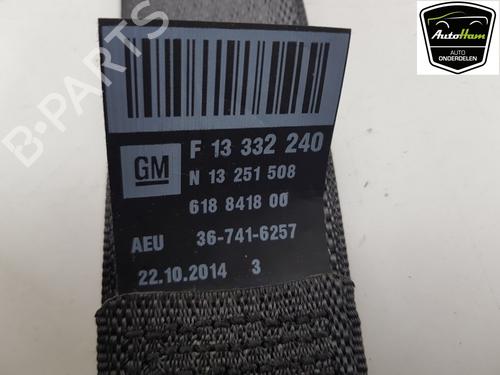 AutoHam
AUTO
ONDERDELEN
B-PARTS
GM
F 13 332 240
N 13 251 508
618 8418 00
AEU 36-741-6257
22.10.2014 3